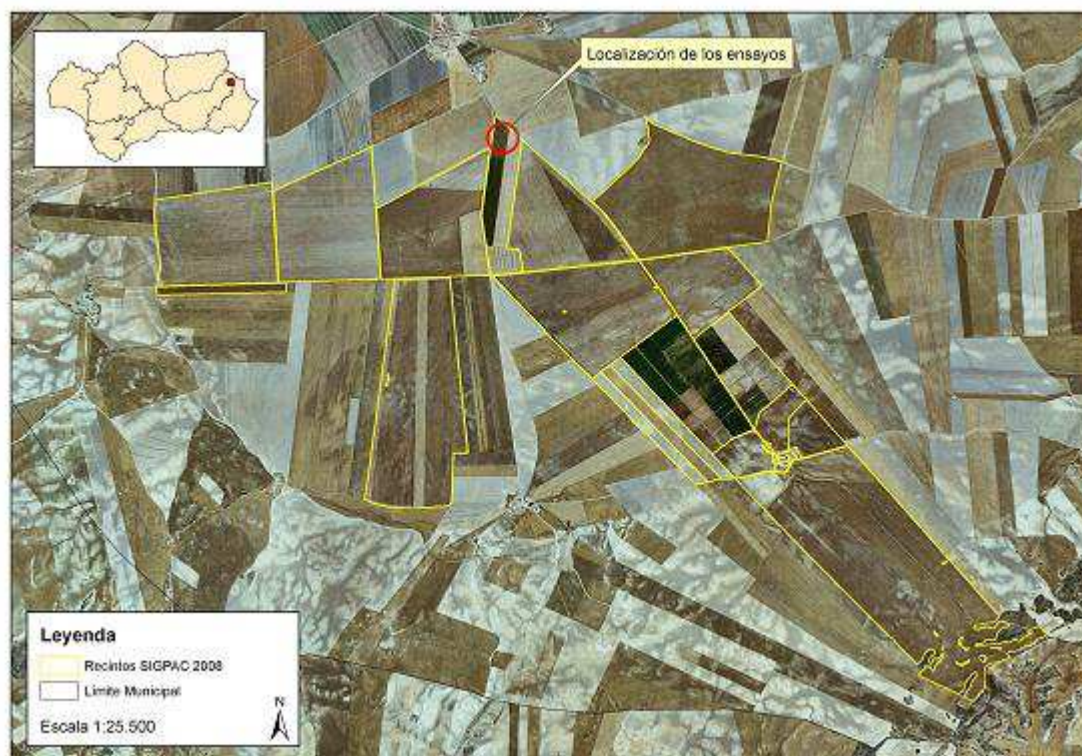 Localización de los ensayos
Leyenda
Recintos SIGPAC 2008
Límite Municipal
Escala 1:25.500
N